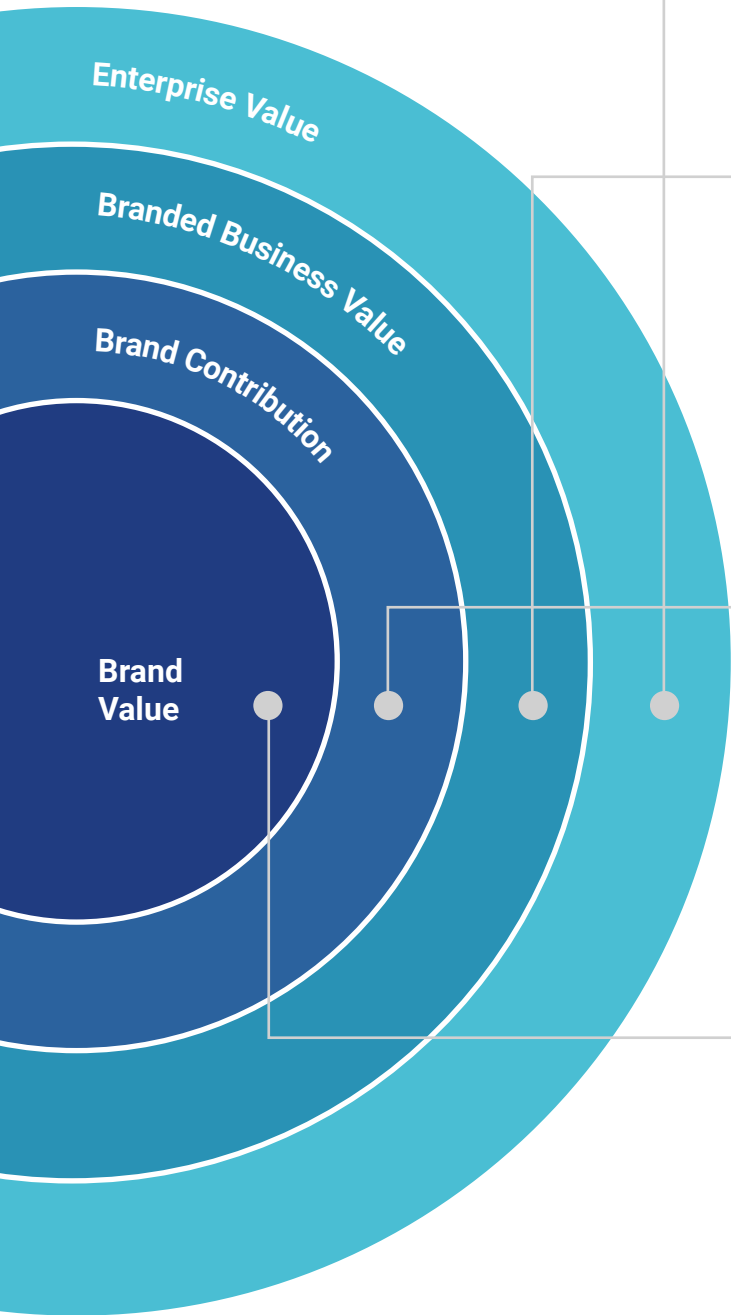 Enterprise Value
Branded Business Value
Brand Contribution
Brand
Value